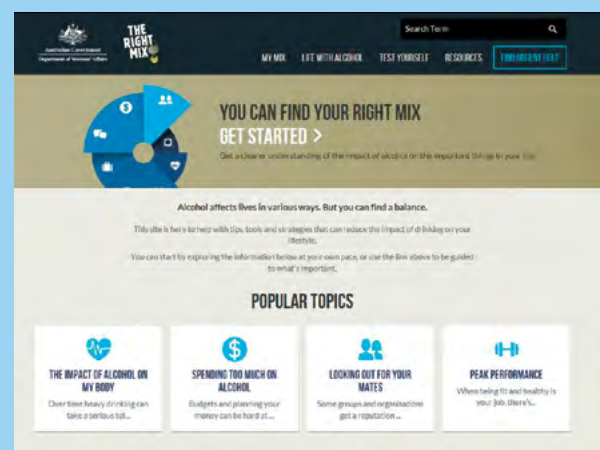 Australian Government
Department of Veterans' Affairs
THE
RIGHT
MIX
Search Term
MY MIX
LIFE WITH ALCOHOL
TEST YOURSELF
RESOURCES
FIND URGENT HELP
YOU CAN FIND YOUR RIGHT MIX
GET STARTED >
Get a clearer understanding of the impact of alcohol on the important things in your life.
Alcohol affects lives in various ways. But you can find a balance.
This site is here to help with tips, tools and strategies that can reduce the impact of drinking on your
lifestyle.
You can start by exploring the information below at your own pace, or use the link above to be guided
to what's important.
POPULAR TOPICS
THE IMPACT OF ALCOHOL ON
MY BODY
Over time heavy drinking can
take a serious tol...
SPENDING TOO MUCH ON
ALCOHOL
Budgets and planning your
money can be hard at...
LOOKING OUT FOR YOUR
MATES
Some groups and organisations
get a reputation...
PEAK PERFORMANCE
When being fit and healthy is
your job, there's...